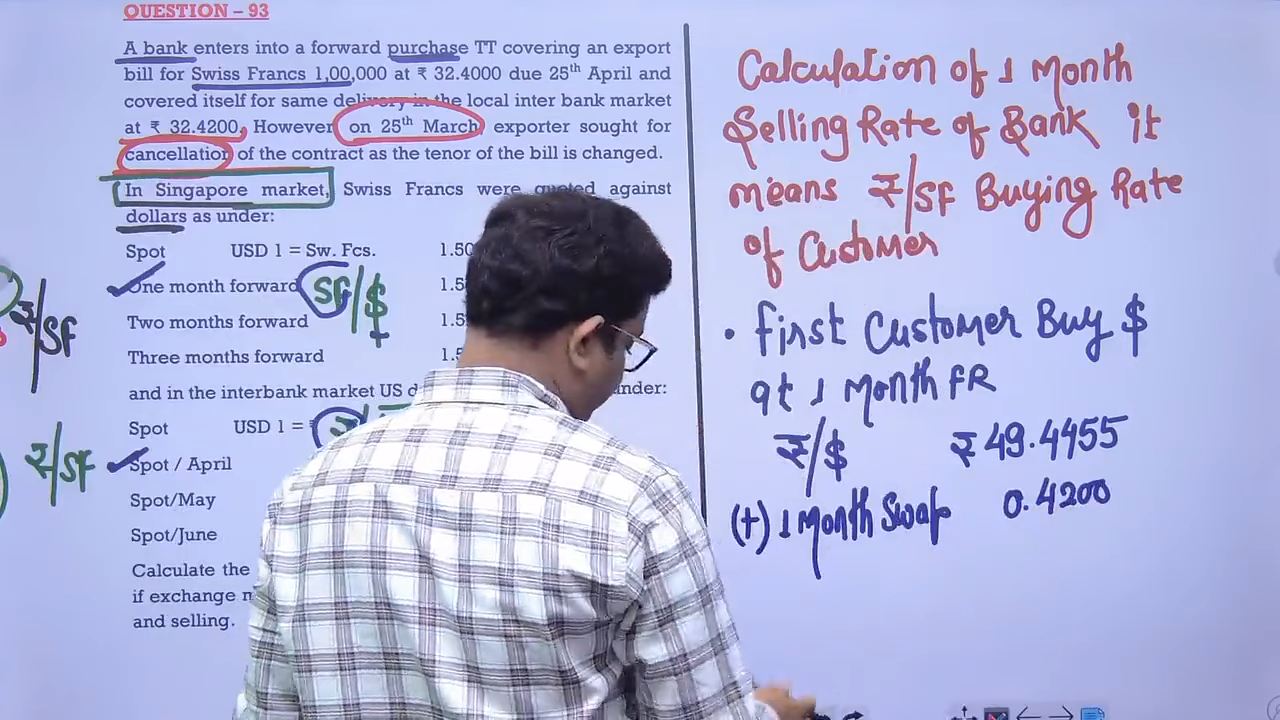 QUESTION – 93
A bank enters into a forward purchase TT covering an export
bill for Swiss Francs 1,00,000 at ₹ 32.4000 due 25th April and
covered itself for same delivery in the local inter bank market
at ₹ 32.4200. However on 25th March exporter sought for
cancellation of the contract as the tenor of the bill is changed.
In Singapore market, Swiss Francs were quoted against
dollars as under:
Spot USD 1 = Sw. Fcs. 1.50
One month forward SF/$ 1.5
Two months forward 1.5
Three months forward 1.5
and in the interbank market US d under:
Spot USD 1 =
Spot / April
Spot/May
Spot/June
Calculate the
if exchange
and selling.
₹/SF
₹/SF
Calculation of 1 Month
Selling Rate of Bank it
means ₹/SF Buying Rate
of Customer
• First Customer Buy $
at 1 Month FR
₹/$ ₹49.4455
(+) 1 Month Swap 0.4200